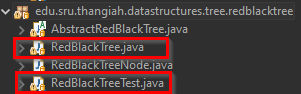 edu.sru.thangiah.datastructures.tree.redblacktree
AbstractRedBlackTree.java
RedBlackTree.java
RedBlackTreeNode.java
RedBlackTreeTest.java